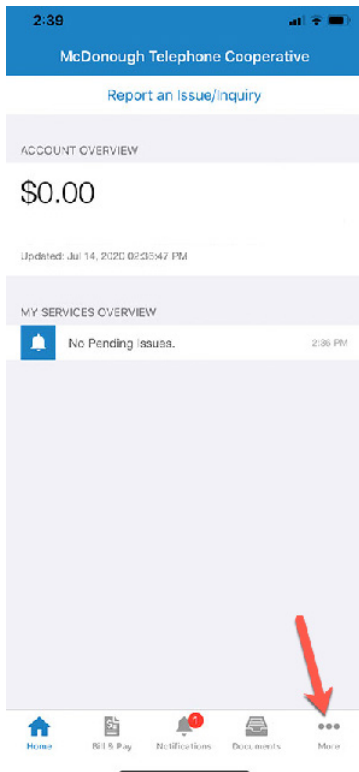 2:39
McDonough Telephone Cooperative
Report an Issue/Inquiry
ACCOUNT OVERVIEW
$0.00
Updated: Jul 14, 2020 02:36:47 PM
MY SERVICES OVERVIEW
No Pending Issues.
2:36 PM
1
Home
Bill & Pay
Notifications
Documents
More